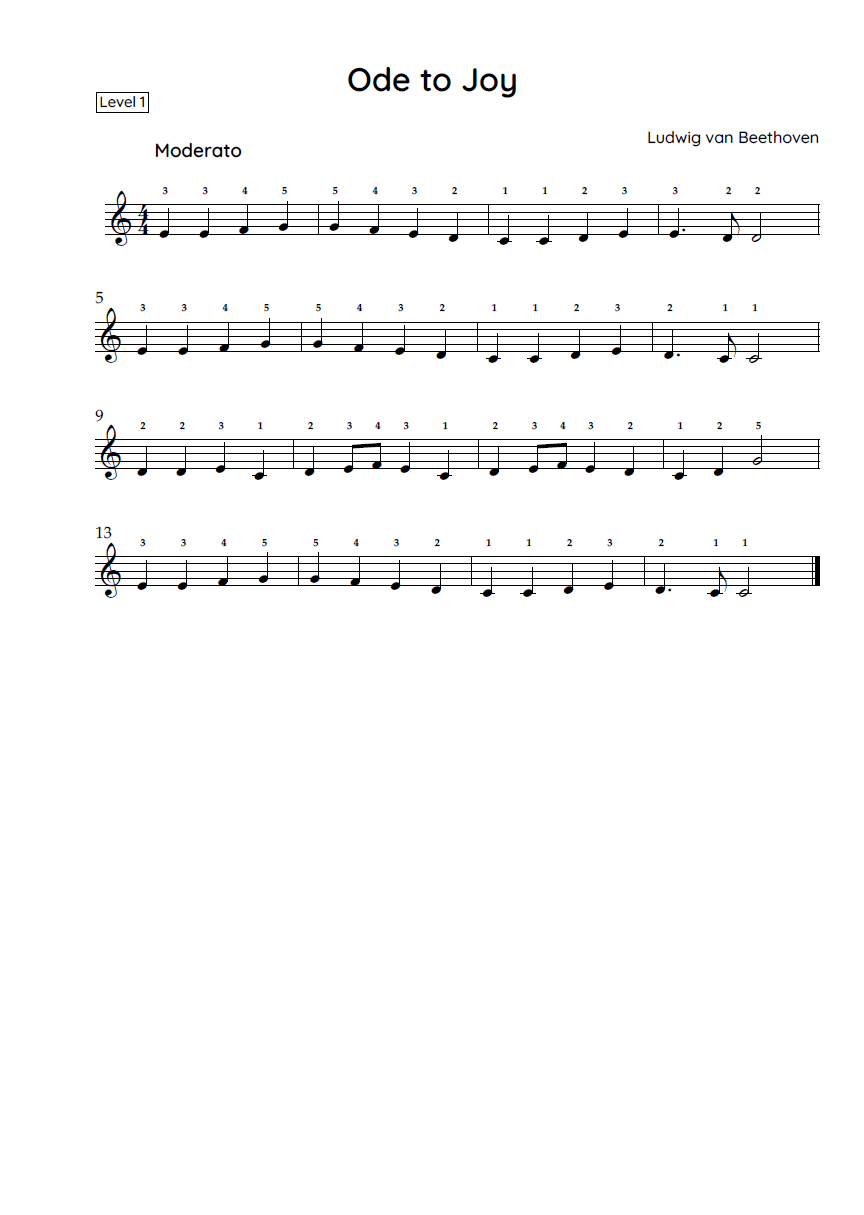 Ode to Joy
Level 1
Ludwig van Beethoven
Moderato
3 3 4 5 5 4 3 2 1 1 2 3 3 2 2
4
4
5
3 3 4 5 5 4 3 2 1 1 2 3 2 1 1
9
2 2 3 1 2 3 4 3 1 2 3 4 3 2 1 2 5
13
3 3 4 5 5 4 3 2 1 1 2 3 2 1 1